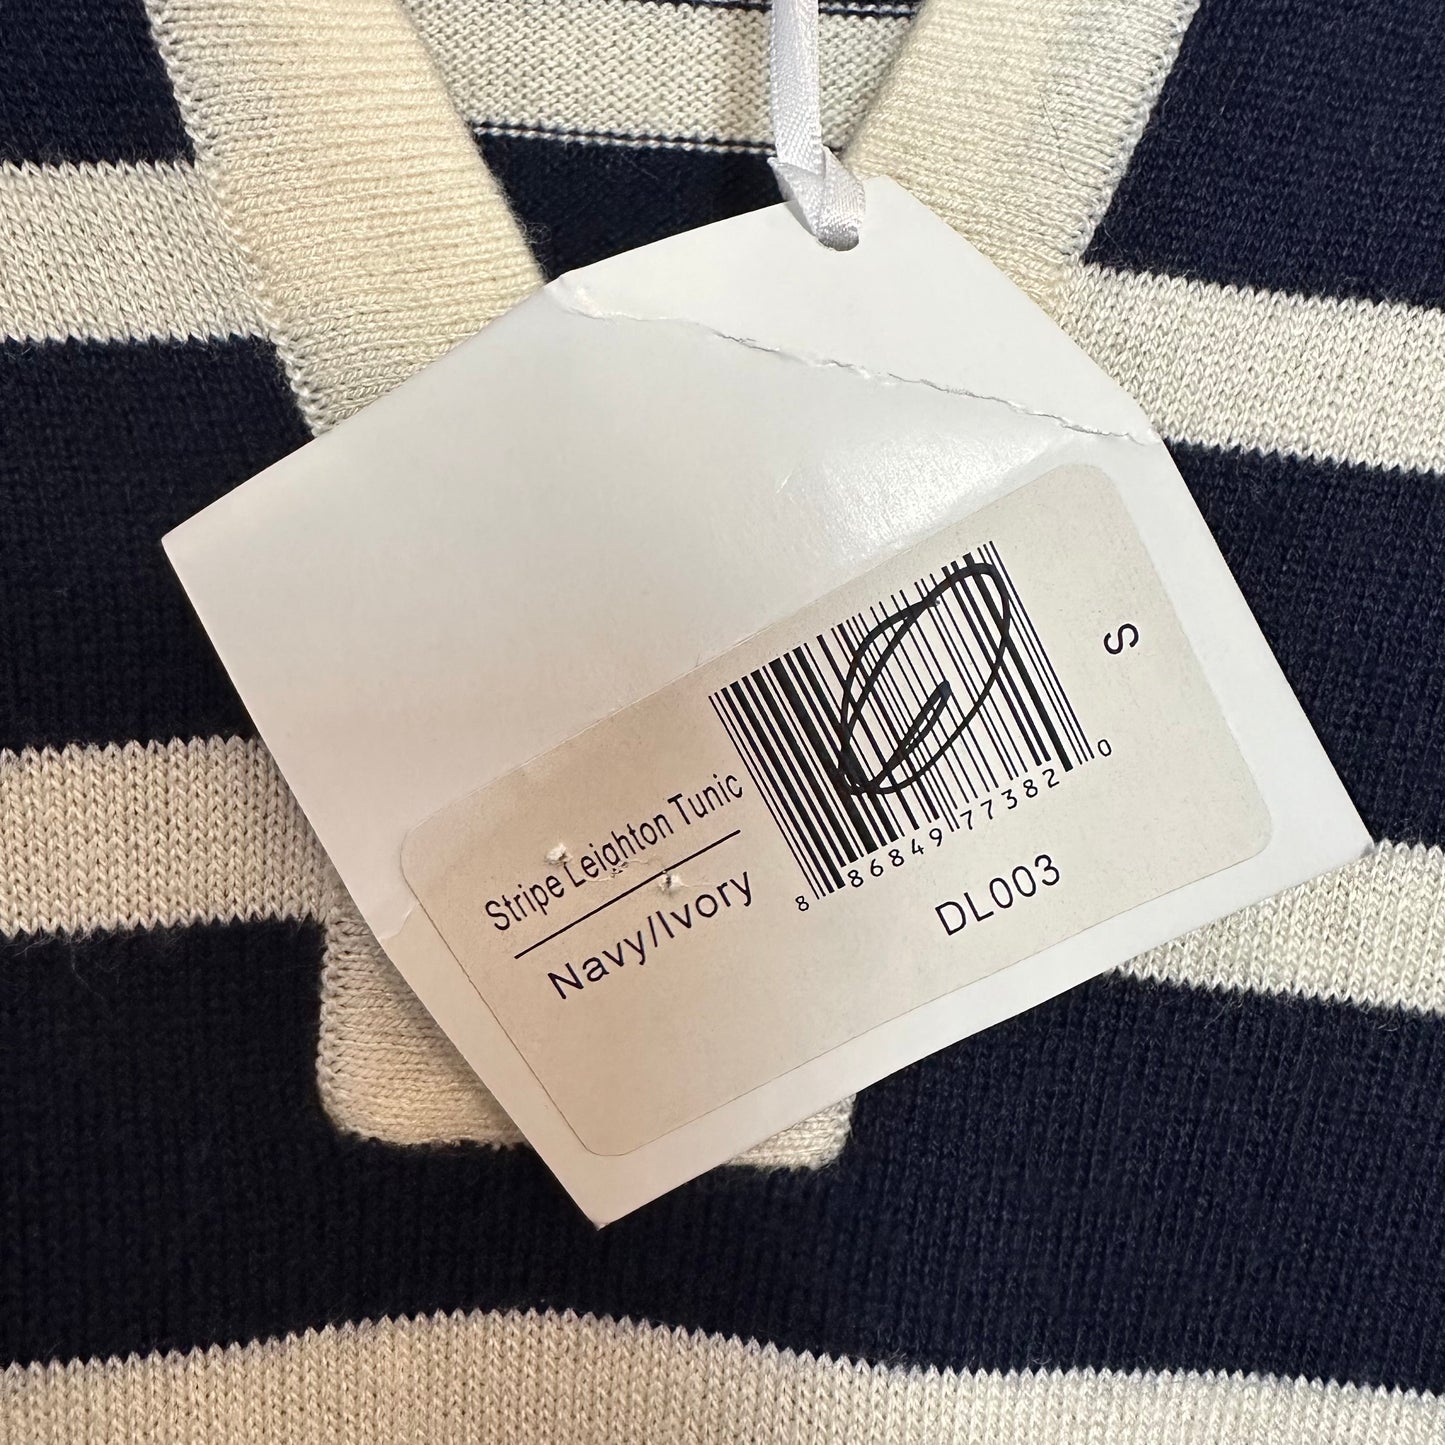 Stripe Leighton Tunic
Navy/Ivory
8 86849 77382 0
DL003
S